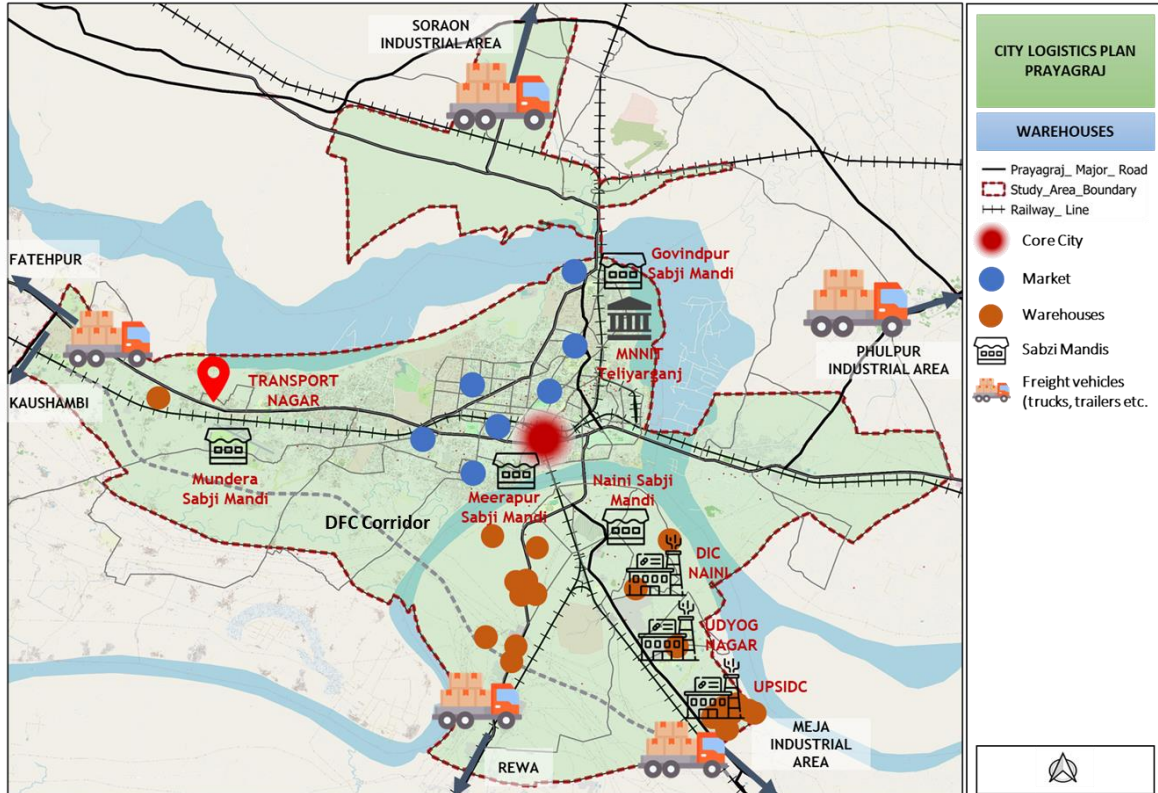 SORAON
INDUSTRIAL AREA
Govindpur
Sabji Mandi
FATEHPUR
MNNIT
Teliyarganj
PHULPUR
INDUSTRIAL AREA
KAUSHAMBI
TRANSPORT
NAGAR
Mundera
Sabji Mandi
Meerapur
Sabji Mandi
Naini Sabji
Mandi
DFC Corridor
DIC
NAINI
UDYOG
NAGAR
UPSIDC
MEJA
INDUSTRIAL
AREA
REWA
CITY LOGISTICS PLAN
PRAYAGRAJ
WAREHOUSES
Prayagraj_ Major_ Road
Study_Area_Boundary
Railway_ Line
Core City
Market
Warehouses
Sabzi Mandis
Freight vehicles
(trucks, trailers etc.